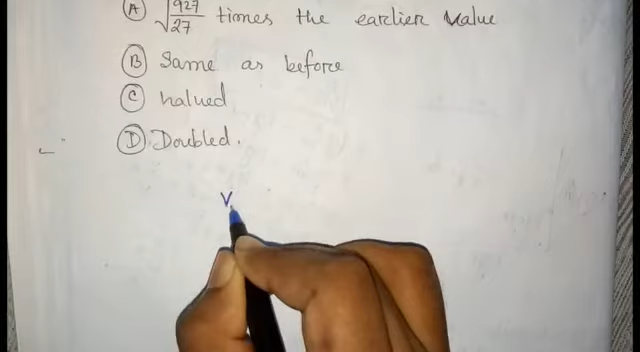 (A) √927/27 times the earlier value
(B) Same as before
(C) halved
(D) Doubled.
V